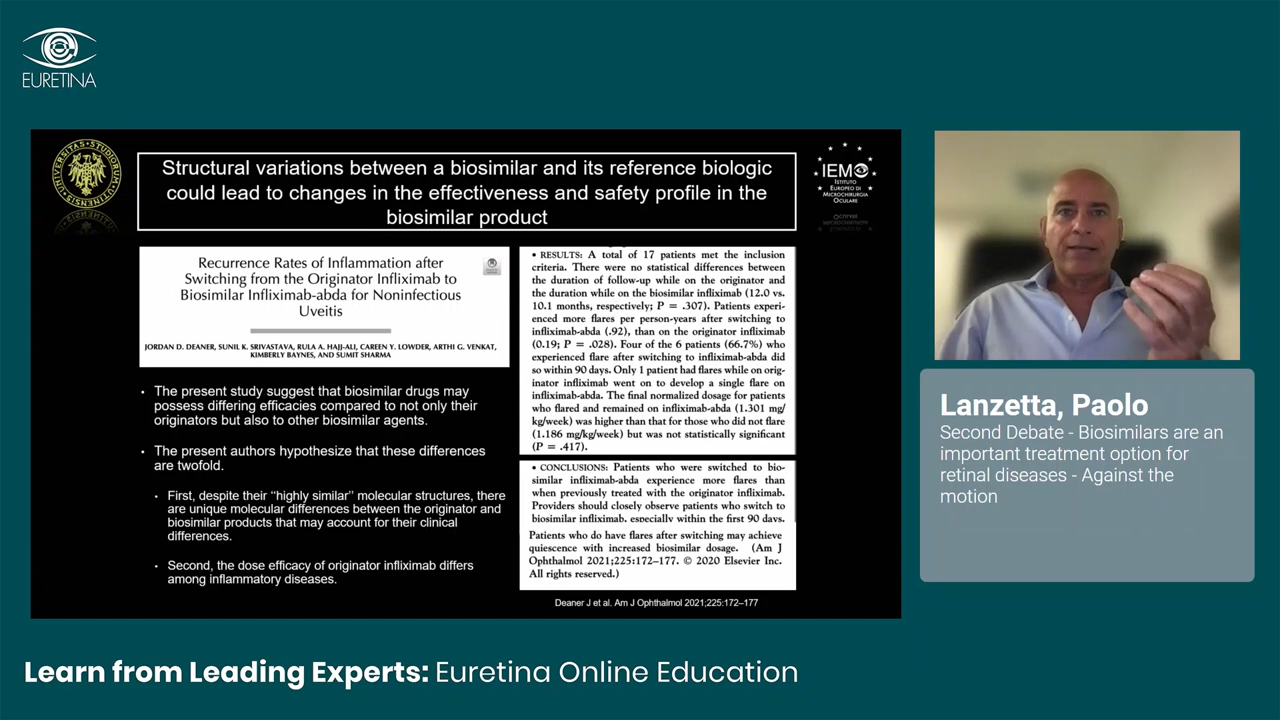 EURETINA
Structural variations between a biosimilar and its reference biologic
could lead to changes in the effectiveness and safety profile in the
biosimilar product
IEMO
ISTITUTO
EUROPEO DI
MICROCHIRURGIA
OCULARE
Recurrence Rates of Inflammation after
Switching from the Originator Infliximab to
Biosimilar Infliximab-abda for Noninfectious
Uveitis
JORDAN D. DEANER, SUNIL K. SRIVASTAVA, RULA A. HAJJ-ALI, CAREEN Y. LOWDER, ARTHI G. VENKAT,
KIMBERLY BAYNES, AND SUMIT SHARMA
• The present study suggest that biosimilar drugs may
possess differing efficacies compared to not only their
originators but also to other biosimilar agents.
• The present authors hypothesize that these differences
are twofold.
• First, despite their ‘‘highly similar’’ molecular structures, there
are unique molecular differences between the originator and
biosimilar products that may account for their clinical
differences.
• Second, the dose efficacy of originator infliximab differs
among inflammatory diseases.
• RESULTS: A total of 17 patients met the inclusion
criteria. There were no statistical differences between
the duration of follow-up while on the originator and
the duration while on the biosimilar infliximab (12.0 vs.
10.1 months, respectively; P = .307). Patients experi-
enced more flares per person-years after switching to
infliximab-abda (.92), than on the originator infliximab
(0.19; P = .028). Four of the 6 patients (66.7%) who
experienced flare after switching to infliximab-abda did
so within 90 days. Only 1 patient had flares while on orig-
inator infliximab went on to develop a single flare on
infliximab-abda. The final normalized dosage for patients
who flared and remained on infliximab-abda (1.301 mg/
kg/week) was higher than that for those who did not flare
(1.186 mg/kg/week) but was not statistically significant
(P = .417).
• CONCLUSIONS: Patients who were switched to bio-
similar infliximab-abda experience more flares than
when previously treated with the originator infliximab.
Providers should closely observe patients who switch to
biosimilar infliximab, especially within the first 90 days.
Patients who do have flares after switching may achieve
quiescence with increased biosimilar dosage. (Am J
Ophthalmol 2021;225:172–177. © 2020 Elsevier Inc.
All rights reserved.)
Deaner J et al. Am J Ophthalmol 2021;225:172–177
Lanzetta, Paolo
Second Debate - Biosimilars are an
important treatment option for
retinal diseases - Against the
motion
Learn from Leading Experts: Euretina Online Education